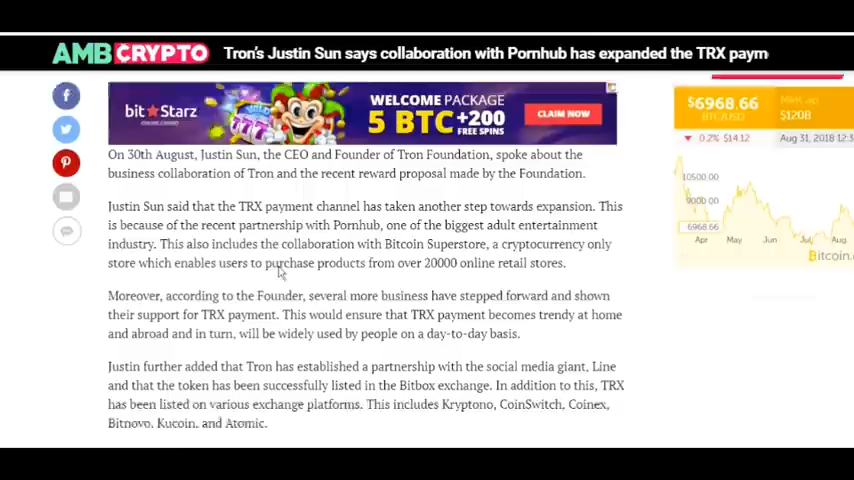 AMBCRYPTO Tron's Justin Sun says collaboration with Pornhub has expanded the TRX paym
bitStarz
ONLINE CASINO
WELCOME PACKAGE
5 BTC +200
FREE SPINS
CLAIM NOW
On 30th August, Justin Sun, the CEO and Founder of Tron Foundation, spoke about the
business collaboration of Tron and the recent reward proposal made by the Foundation.
Justin Sun said that the TRX payment channel has taken another step towards expansion. This
is because of the recent partnership with Pornhub, one of the biggest adult entertainment
industry. This also includes the collaboration with Bitcoin Superstore, a cryptocurrency only
store which enables users to purchase products from over 20000 online retail stores.
Moreover, according to the Founder, several more business have stepped forward and shown
their support for TRX payment. This would ensure that TRX payment becomes trendy at home
and abroad and in turn, will be widely used by people on a day-to-day basis.
Justin further added that Tron has established a partnership with the social media giant, Line
and that the token has been successfully listed in the Bitbox exchange. In addition to this, TRX
has been listed on various exchange platforms. This includes Kryptono, CoinSwitch, Coinex,
Bitnovo, Kucoin, and Atomic.
$6968.66
BTC/USD
$120B
0.2% $14.12
Aug 31, 2018 12:3
10500.00
9000.00
6968.66
Apr May Jun Jul Aug
Bitcoin.